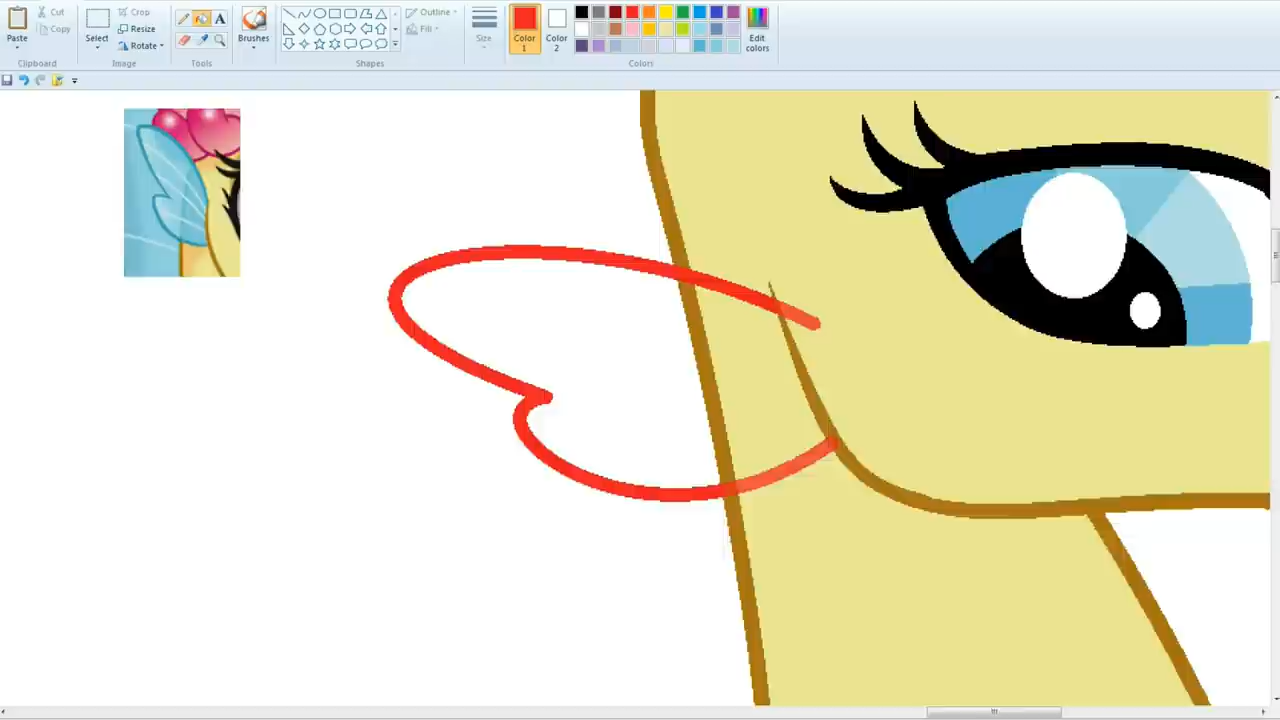 Cut
Crop
Outline
Copy
Resize
A
Fill
Paste
Select
Rotate
Brushes
Size
Color 1
Color 2
Edit colors
Clipboard
Image
Tools
Shapes
Colors